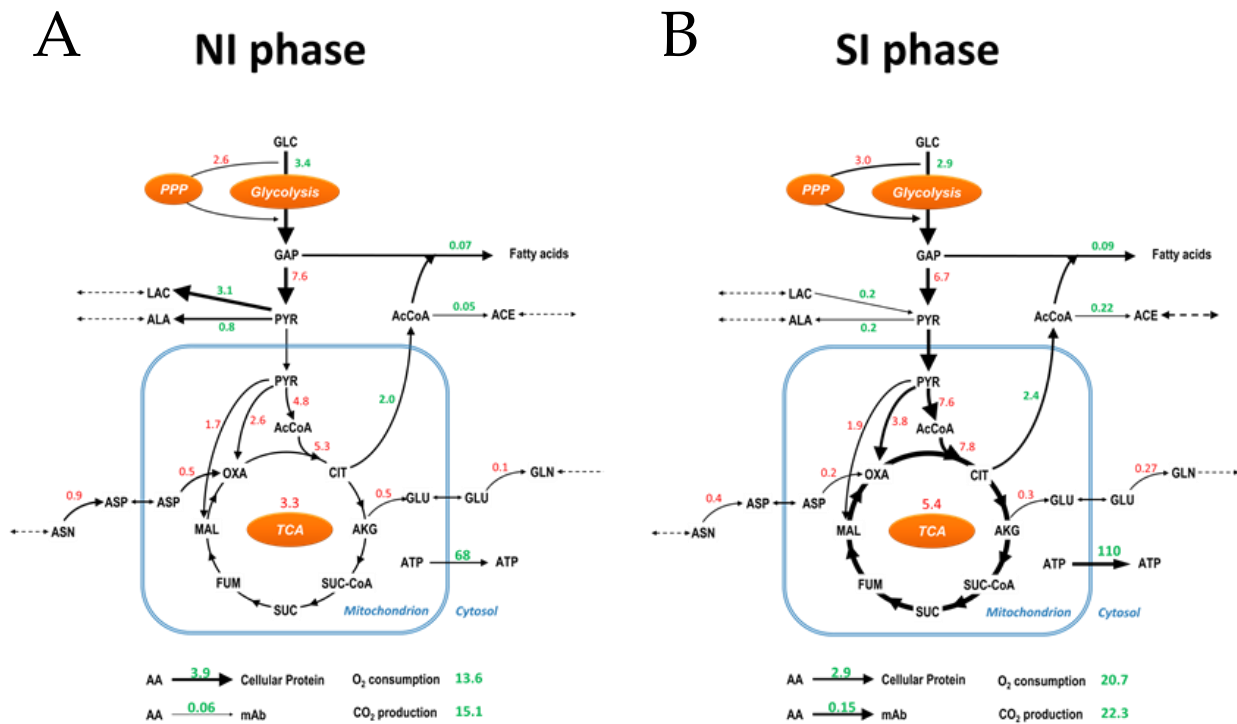 A NI phase
GLC
2.6 3.4
PPP Glycolysis
GAP 0.07 Fatty acids
7.6
LAC 3.1
ALA 0.8 PYR AcCoA 0.05 ACE
PYR
1.7 2.6 4.8 2.0
AcCoA
5.3
0.9 ASP ASP 0.5 OXA CIT 0.5 GLU GLU 0.1 GLN
ASN MAL 3.3 TCA AKG
ATP 68 ATP
FUM SUC-CoA
SUC Mitochondrion Cytosol
AA 3.9 Cellular Protein O2 consumption 13.6
AA 0.06 mAb CO2 production 15.1
B SI phase
GLC
3.0 2.9
PPP Glycolysis
GAP 0.09 Fatty acids
6.7
LAC 0.2
ALA 0.2 PYR AcCoA 0.22 ACE
PYR
1.9 3.8 7.6 2.4
AcCoA
7.8
0.4 ASP ASP 0.2 OXA CIT 0.3 GLU GLU 0.27 GLN
ASN MAL 5.4 TCA AKG
ATP 110 ATP
FUM SUC-CoA
SUC Mitochondrion Cytosol
AA 2.9 Cellular Protein O2 consumption 20.7
AA 0.15 mAb CO2 production 22.3